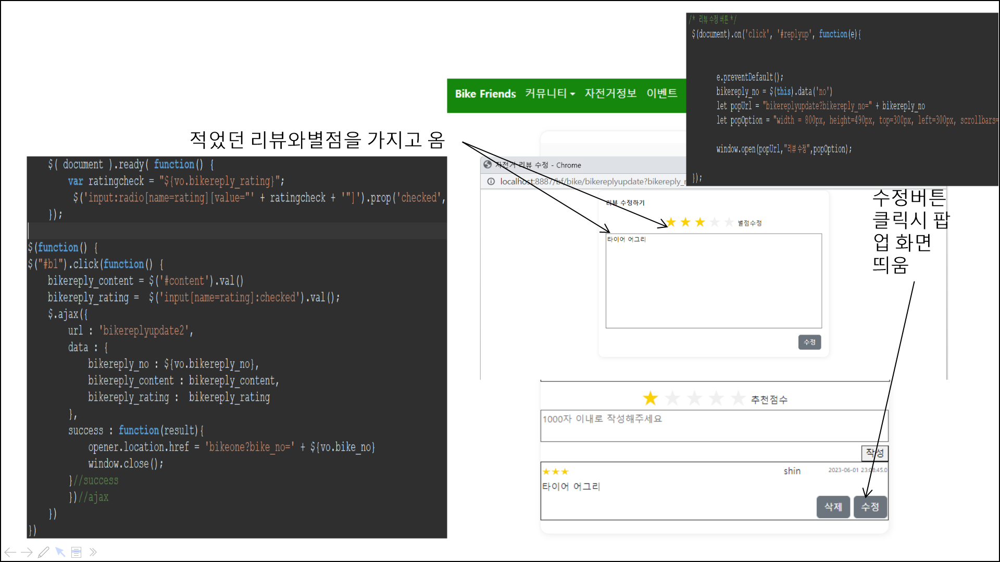 /* 리뷰 수정 버튼 */
$(document).on('click', '#replyup', function(e){
e.preventDefault();
bikereply_no = $(this).data('no')
let popUrl = "bikereplyupdate?bikereply_no=" + bikereply_no
let popOption = "width = 800px, height=490px, top=300px, left=300px, scrollbars=
window.open(popUrl,"리뷰 수정",popOption);
});
Bike Friends 커뮤니티 자전거정보 이벤트
적었던 리뷰와별점을 가지고 옴
$( document ).ready( function() {
var ratingcheck = "${vo.bikereply_rating}";
$('input:radio[name=rating][value="' + ratingcheck + '"]').prop('checked',
});
$(function() {
$("#b1").click(function() {
bikereply_content = $('#content').val()
bikereply_rating = $('input[name=rating]:checked').val();
$.ajax({
url : 'bikereplyupdate2',
data : {
bikereply_no : ${vo.bikereply_no},
bikereply_content : bikereply_content,
bikereply_rating : bikereply_rating
},
success : function(result){
opener.location.href = 'bikeone?bike_no=' + ${vo.bike_no}
window.close();
}//success
})//ajax
})
})
자전거 리뷰 수정 - Chrome
localhost:8887/bf/bike/bikereplyupdate?bikereply_
리뷰 수정하기
별점수정
타이어 어그리
수정
수정버튼
클릭시 팝
업 화면
띄움
추천점수
1000자 이내로 작성해주세요
작성
shin 2023-06-01 23:08:45.0
타이어 어그리
삭제 수정